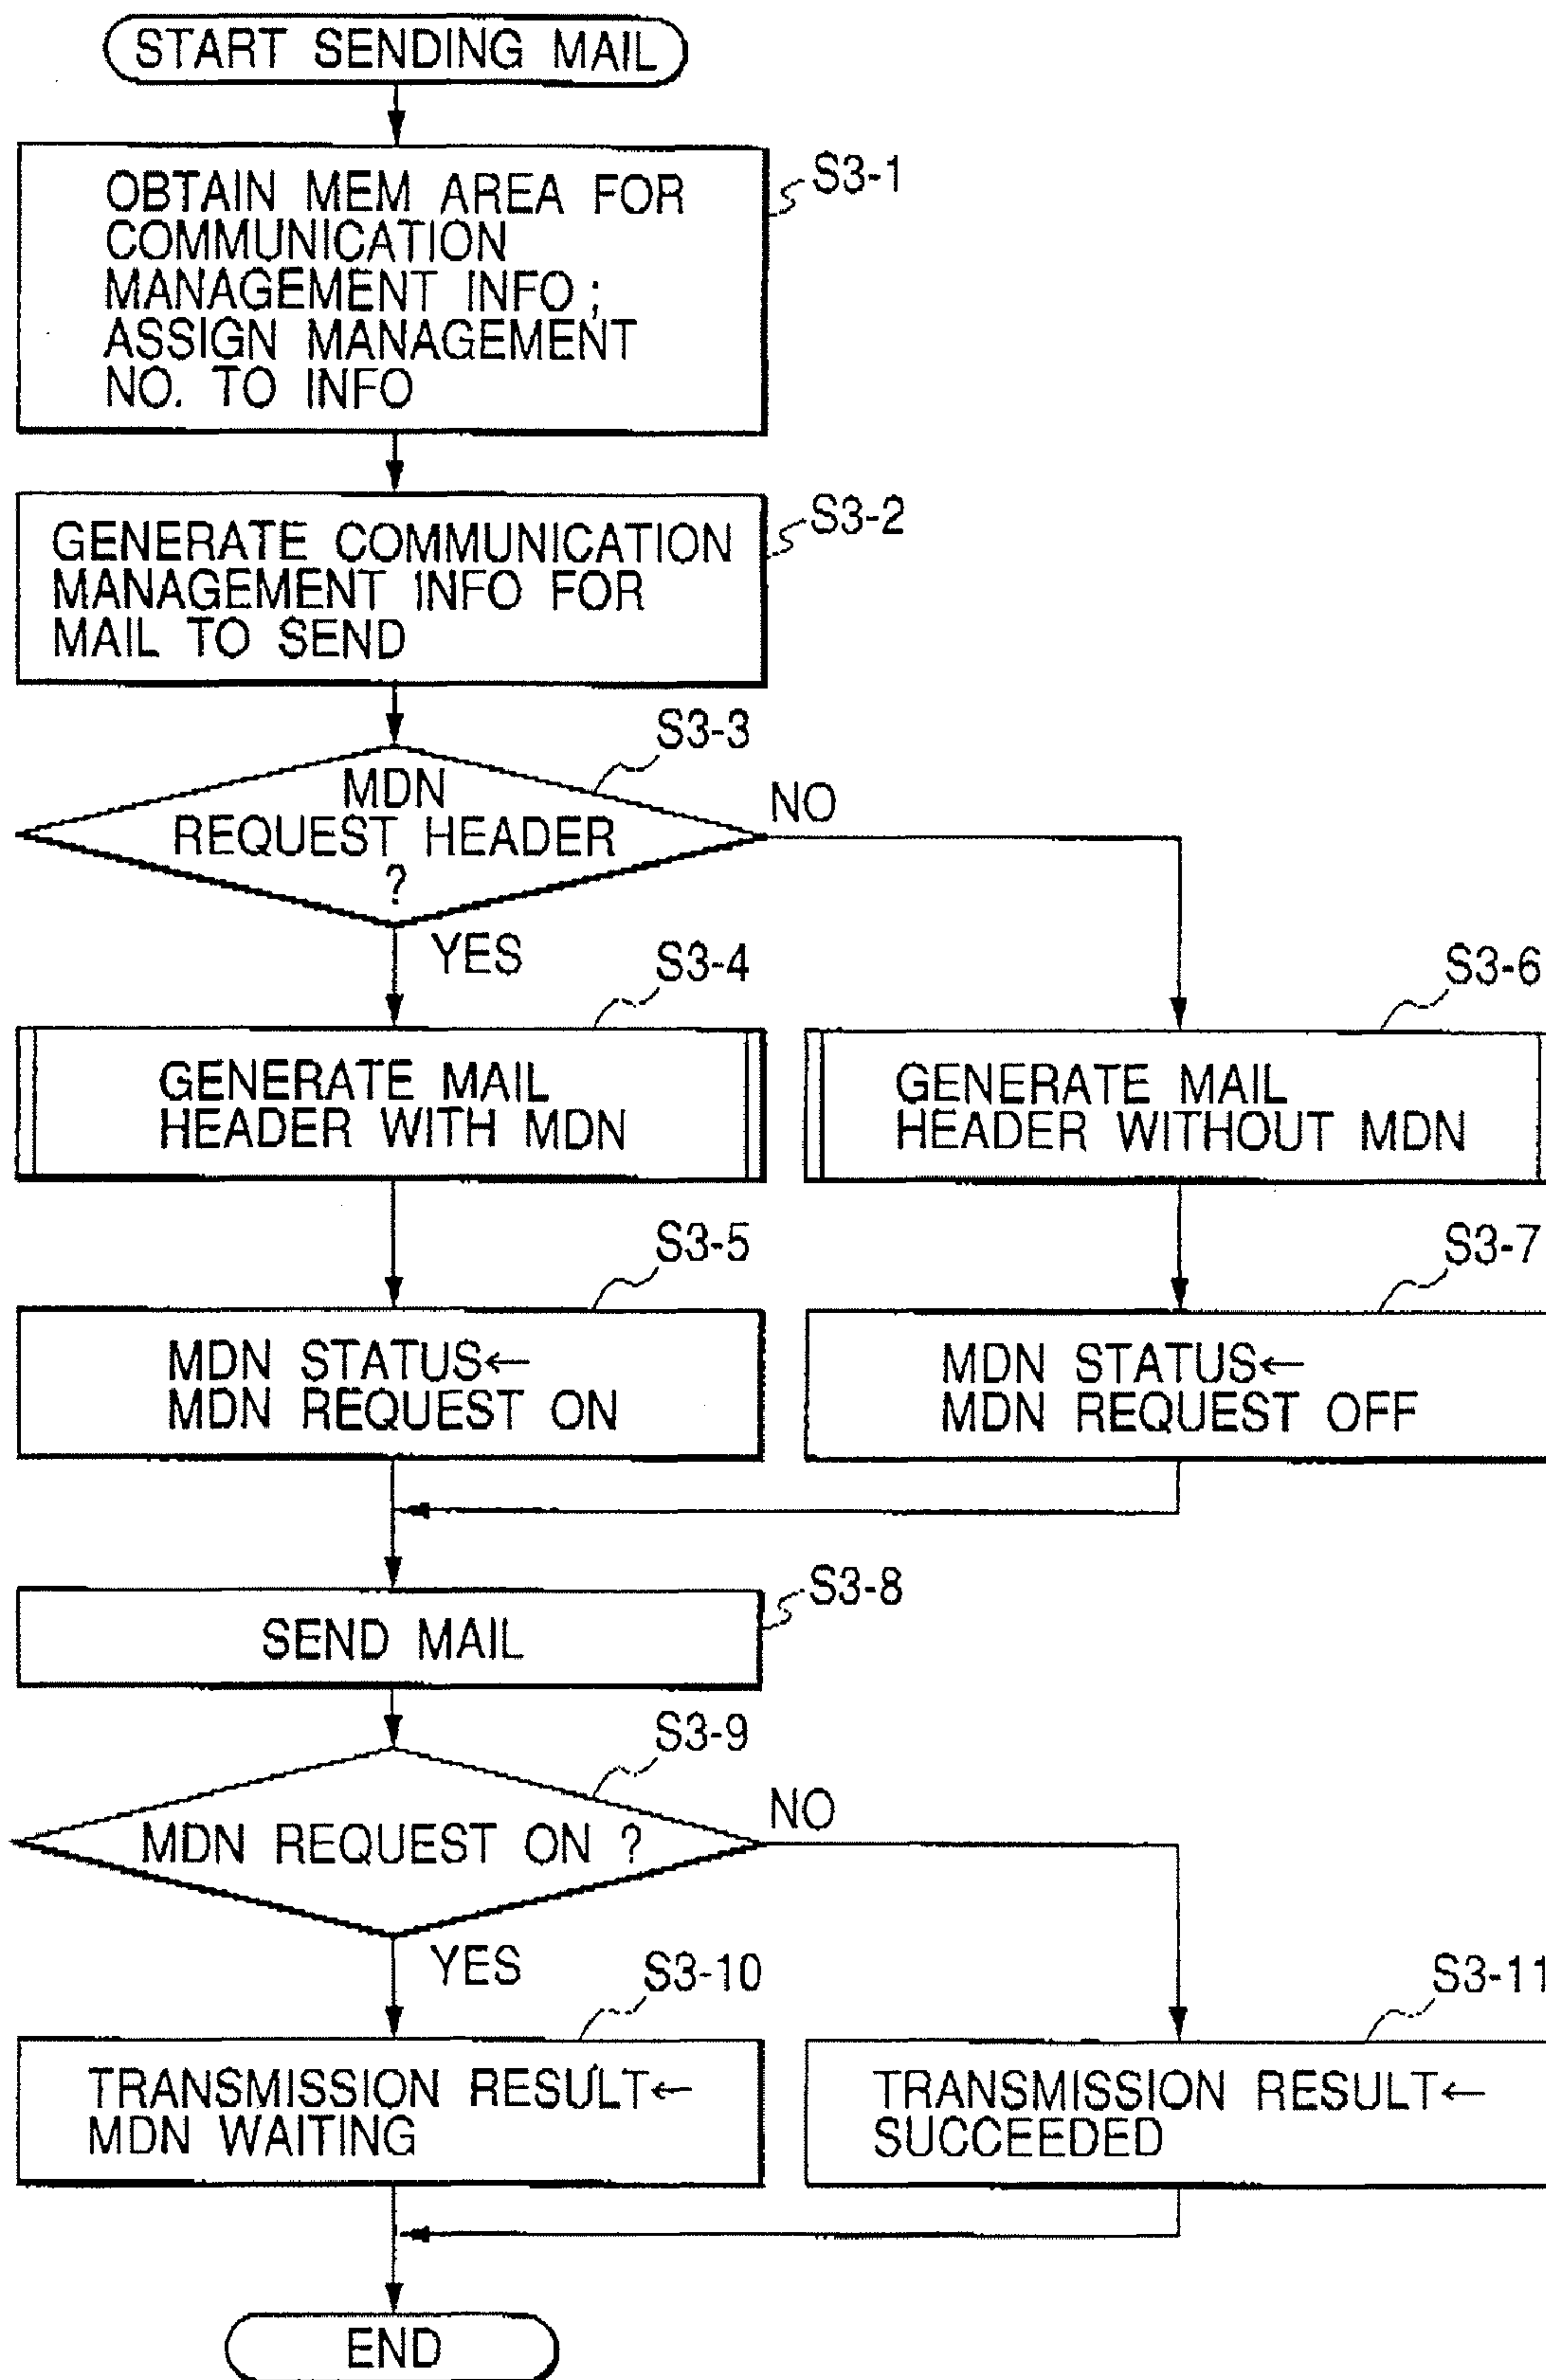 START SENDING MAIL
OBTAIN MEM AREA FOR
COMMUNICATION
MANAGEMENT INFO ;
ASSIGN MANAGEMENT
NO. TO INFO
S3-1
GENERATE COMMUNICATION
MANAGEMENT INFO FOR
MAIL TO SEND
S3-2
MDN
REQUEST HEADER
?
S3-3
NO
YES
S3-4
GENERATE MAIL
HEADER WITH MDN
S3-6
GENERATE MAIL
HEADER WITHOUT MDN
S3-5
MDN STATUS←
MDN REQUEST ON
S3-7
MDN STATUS←
MDN REQUEST OFF
S3-8
SEND MAIL
S3-9
MDN REQUEST ON ?
NO
YES
S3-10
TRANSMISSION RESULT←
MDN WAITING
S3-11
TRANSMISSION RESULT←
SUCCEEDED
END